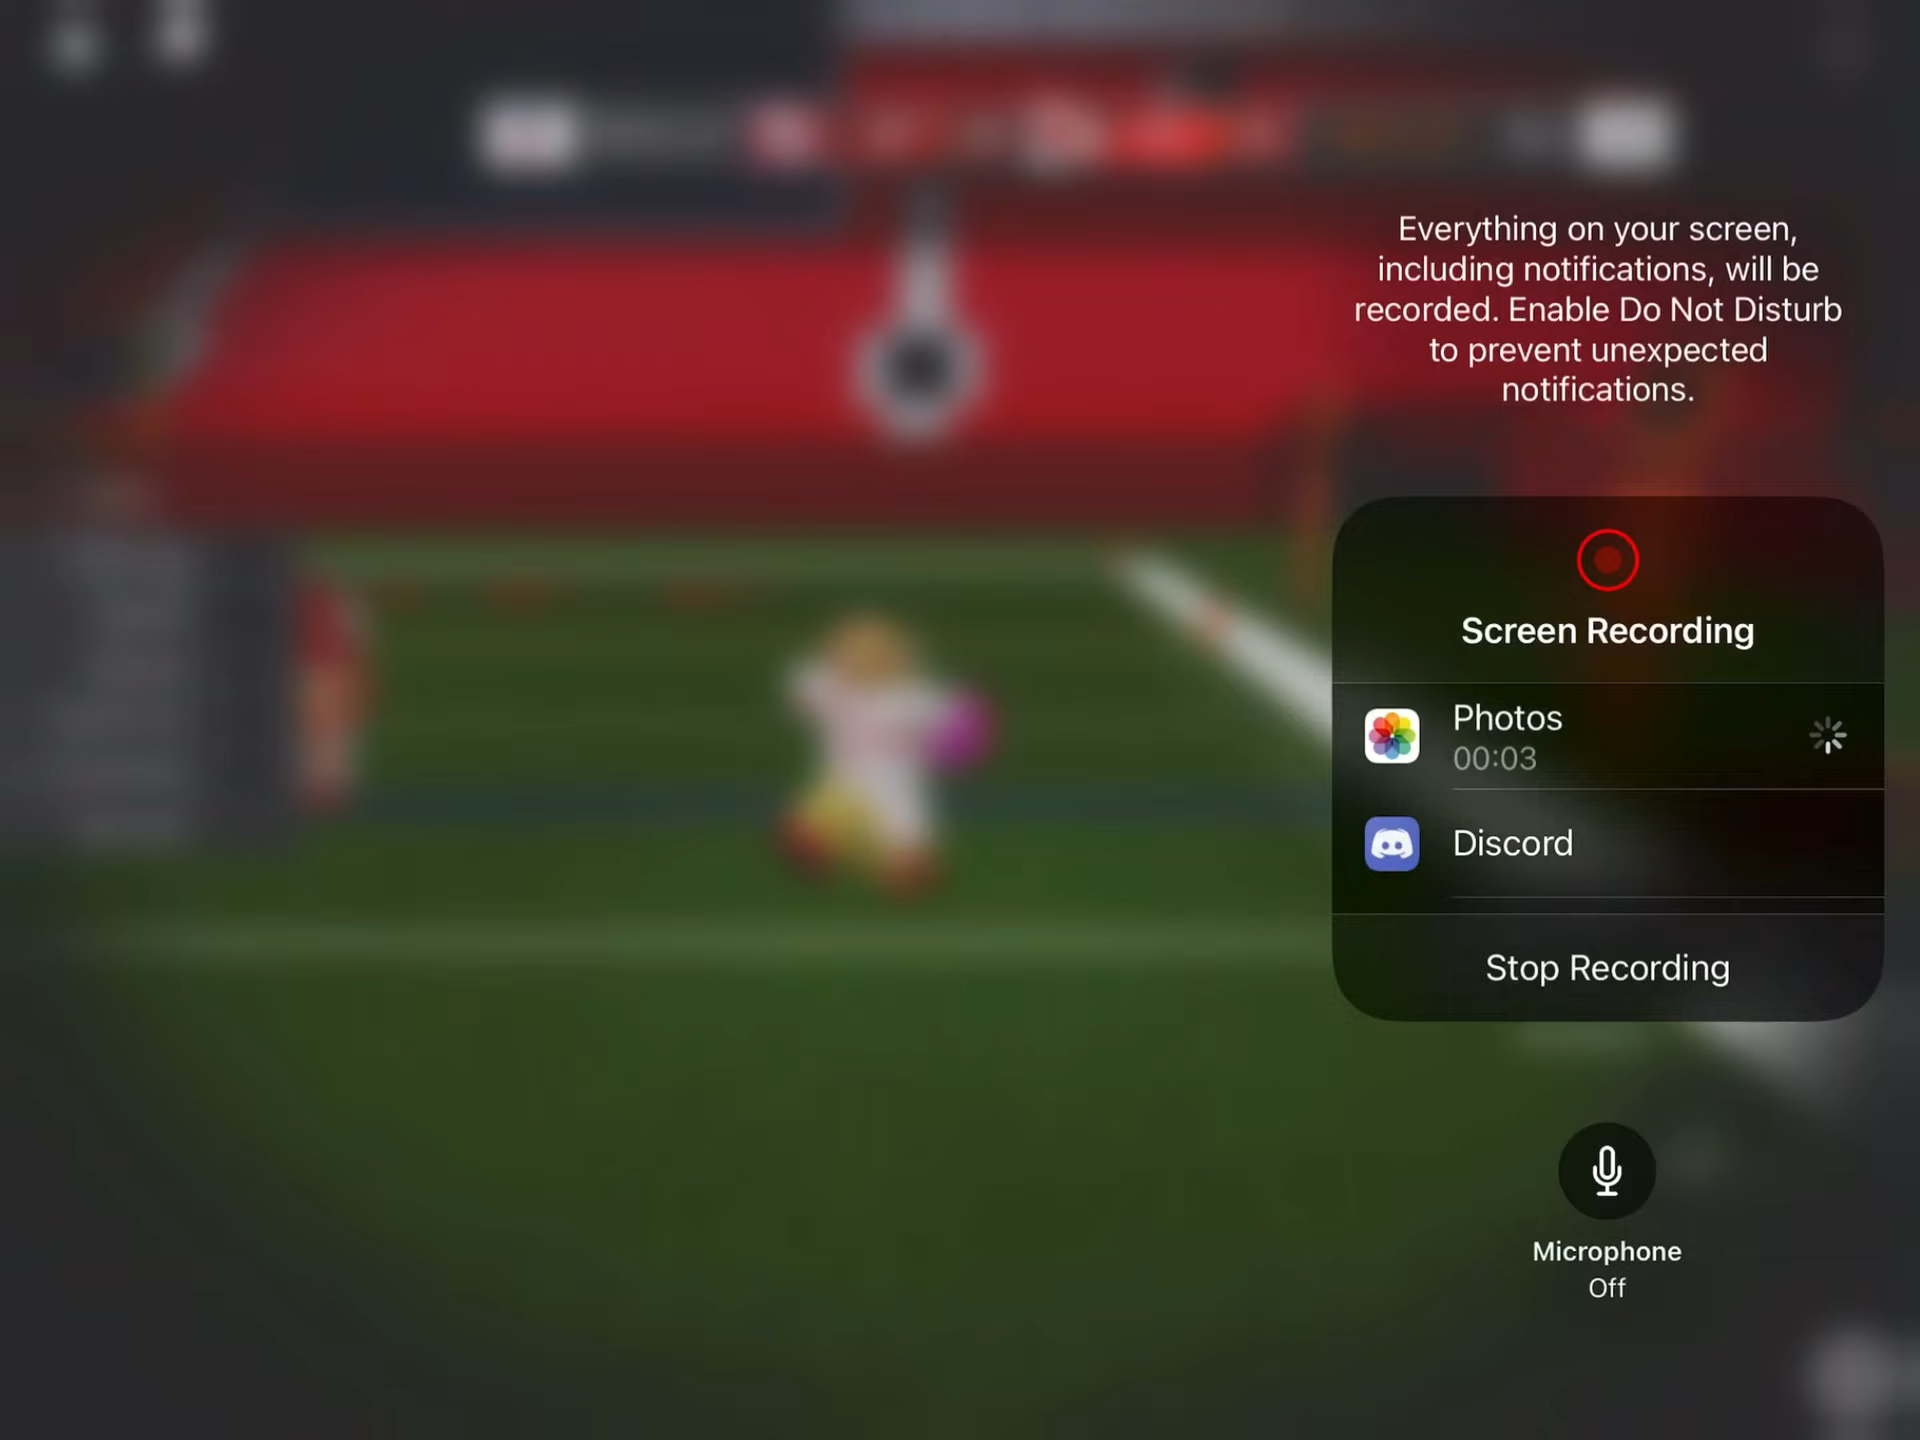 Everything on your screen,
including notifications, will be
recorded. Enable Do Not Disturb
to prevent unexpected
notifications.
Screen Recording
Photos
00:03
Discord
Stop Recording
Microphone
Off